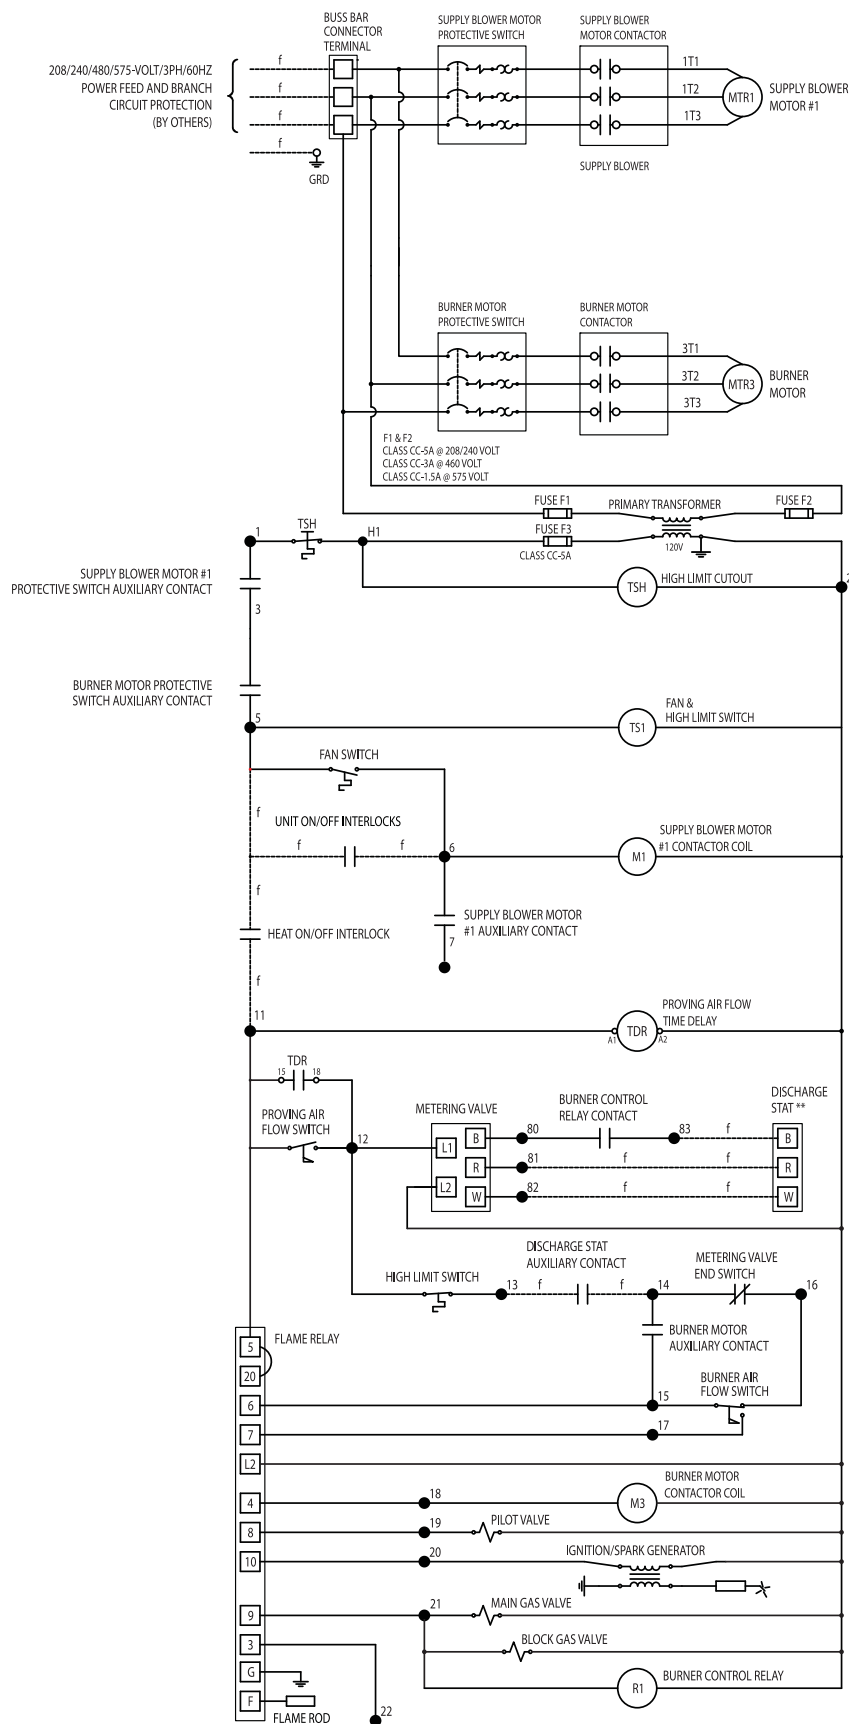 BUSS BAR
CONNECTOR
TERMINAL
SUPPLY BLOWER MOTOR
PROTECTIVE SWITCH
SUPPLY BLOWER
MOTOR CONTACTOR
208/240/480/575-VOLT/3PH/60HZ
POWER FEED AND BRANCH
CIRCUIT PROTECTION
(BY OTHERS)
f
f
f
f
GRD
1T1
1T2
1T3
MTR1
SUPPLY BLOWER
MOTOR #1
SUPPLY BLOWER
BURNER MOTOR
PROTECTIVE SWITCH
BURNER MOTOR
CONTACTOR
3T1
3T2
3T3
MTR3
BURNER
MOTOR
F1 & F2
CLASS CC-5A @ 208/240 VOLT
CLASS CC-3A @ 460 VOLT
CLASS CC-1.5A @ 575 VOLT
FUSE F1
PRIMARY TRANSFORMER
FUSE F2
1
TSH
H1
FUSE F3
CLASS CC-5A
120V
SUPPLY BLOWER MOTOR #1
PROTECTIVE SWITCH AUXILIARY CONTACT
3
TSH
HIGH LIMIT CUTOUT
2
BURNER MOTOR PROTECTIVE
SWITCH AUXILIARY CONTACT
5
TS1
FAN &
HIGH LIMIT SWITCH
FAN SWITCH
f
UNIT ON/OFF INTERLOCKS
f
f
6
M1
SUPPLY BLOWER MOTOR
#1 CONTACTOR COIL
f
HEAT ON/OFF INTERLOCK
SUPPLY BLOWER MOTOR
#1 AUXILIARY CONTACT
7
f
11
A1
TDR
A2
PROVING AIR FLOW
TIME DELAY
TDR
15
18
PROVING AIR
FLOW SWITCH
12
METERING VALVE
L1
L2
B
R
W
80
81
82
BURNER CONTROL
RELAY CONTACT
83
f
f
f
f
f
DISCHARGE
STAT **
B
R
W
HIGH LIMIT SWITCH
13
DISCHARGE STAT
AUXILIARY CONTACT
f
f
14
METERING VALVE
END SWITCH
16
FLAME RELAY
BURNER MOTOR
AUXILIARY CONTACT
BURNER AIR
FLOW SWITCH
5
20
6
15
7
17
L2
4
18
M3
BURNER MOTOR
CONTACTOR COIL
8
19
PILOT VALVE
10
20
IGNITION/SPARK GENERATOR
9
21
MAIN GAS VALVE
3
BLOCK GAS VALVE
G
R1
BURNER CONTROL RELAY
F
FLAME ROD
22